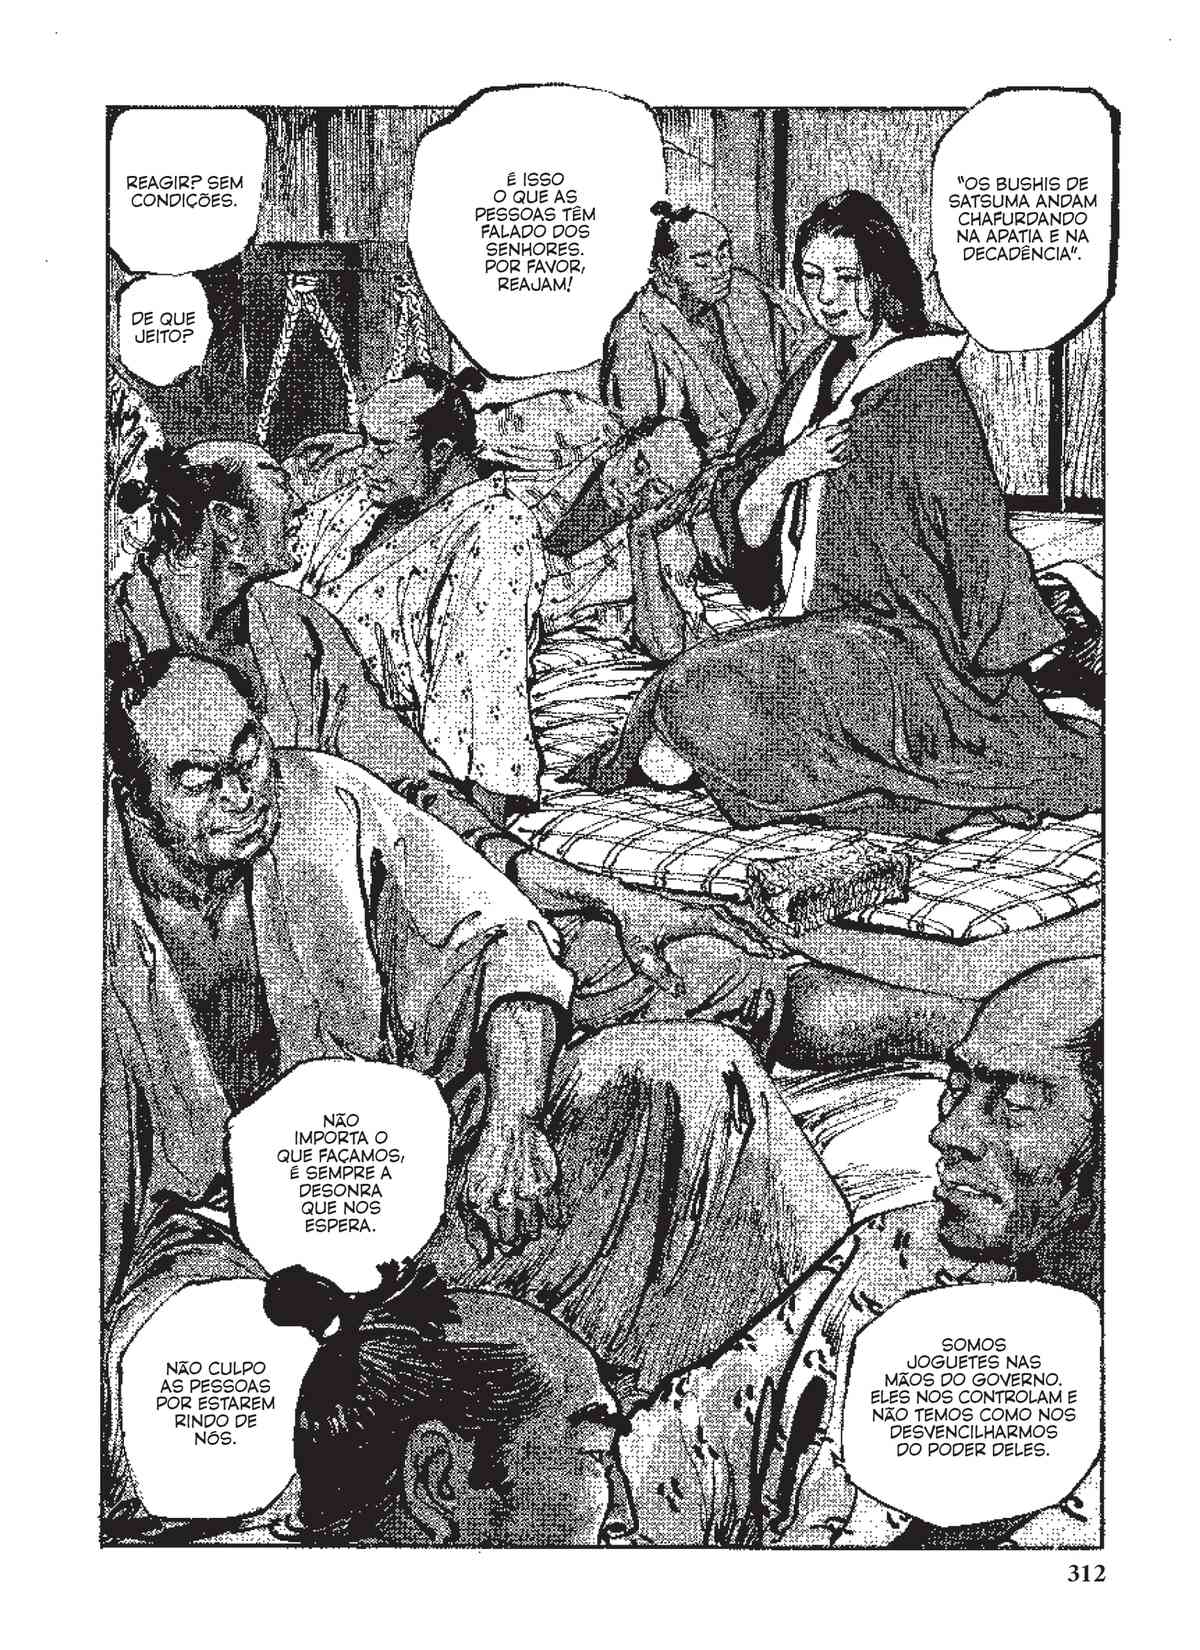 "OS BUSHIS DE
SATSUMA ANDAM
CHAFURDANDO
NA APATIA E NA
DECADÊNCIA".
É ISSO
O QUE AS
PESSOAS TÊM
FALADO DOS
SENHORES.
POR FAVOR,
REAJAM!
REAGIR? SEM
CONDIÇÕES.
DE QUE
JEITO?
NÃO
IMPORTA O
QUE FAÇAMOS,
É SEMPRE A
DESONRA
QUE NOS
ESPERA.
SOMOS
JOGUETES NAS
MÃOS DO GOVERNO.
ELES NOS CONTROLAM E
NÃO TEMOS COMO NOS
DESVENCILHARMOS
DO PODER DELES.
NÃO CULPO
AS PESSOAS
POR ESTAREM
RINDO DE
NÓS.
312